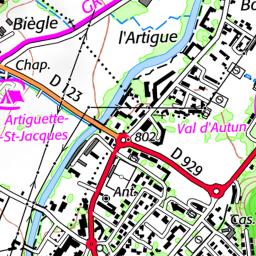 Biègle
l'Artigue
Chap.
D 123
Artiguette-
-St-Jacques
802
Val d'Autun
D 929
Ant.
Cas.